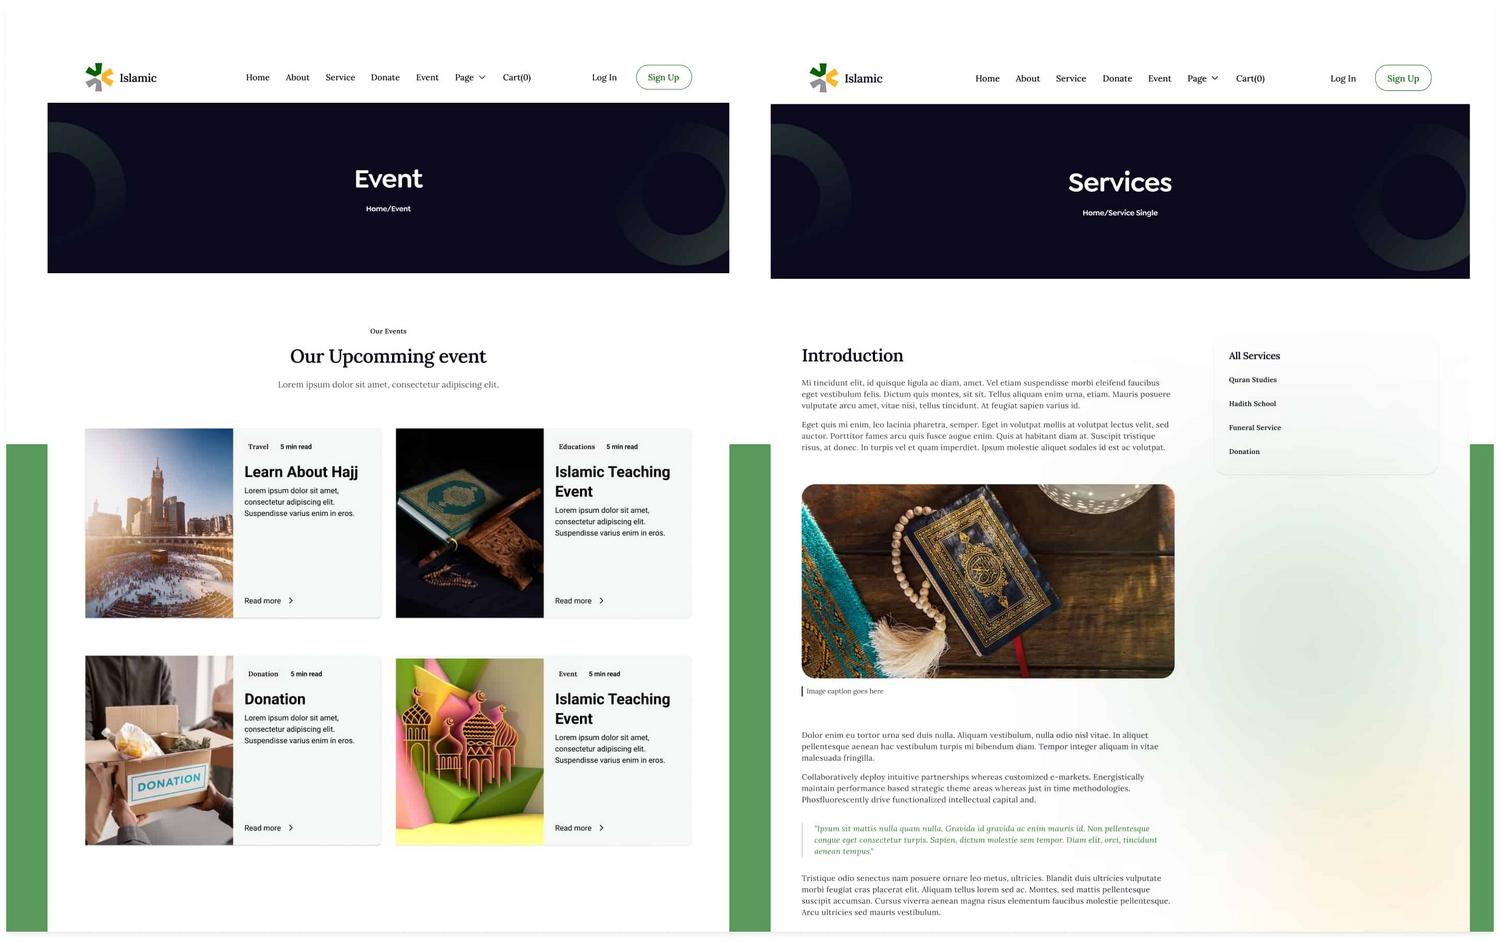 Islamic
Home About Service Donate Event Page Cart(0)
Log In Sign Up
Event
Home/Event
Our Events
Our Upcomming event
Lorem ipsum dolor sit amet, consectetur adipiscing elit.
Travel 5 min read
Learn About Hajj
Lorem ipsum dolor sit amet,
consectetur adipiscing elit.
Suspendisse varius enim in eros.
Read more
Educations 5 min read
Islamic Teaching
Event
Lorem ipsum dolor sit amet,
consectetur adipiscing elit.
Suspendisse varius enim in eros.
Read more
DONATION
Donation 5 min read
Donation
Lorem ipsum dolor sit amet,
consectetur adipiscing elit.
Suspendisse varius enim in eros.
Read more
Event 5 min read
Islamic Teaching
Event
Lorem ipsum dolor sit amet,
consectetur adipiscing elit.
Suspendisse varius enim in eros.
Read more
Islamic
Home About Service Donate Event Page Cart(0)
Log In Sign Up
Services
Home/Service Single
Introduction
Mi tincidunt elit, id quisque ligula ac diam, amet. Vel etiam suspendisse morbi eleifend faucibus
eget vestibulum felis. Dictum quis montes, sit sit. Tellus aliquam enim urna, etiam. Mauris posuere
vulputate arcu amet, vitae nisi, tellus tincidunt. At feugiat sapien varius id.
Eget quis mi enim, leo lacinia pharetra, semper. Eget in volutpat mollis at volutpat lectus velit, sed
auctor. Porttitor fames arcu quis fusce augue enim. Quis at habitant diam at. Suscipit tristique
risus, at donec. In turpis vel et quam imperdiet. Ipsum molestie aliquet sodales id est ac volutpat.
Image caption goes here
Dolor enim eu tortor urna sed duis nulla. Aliquam vestibulum, nulla odio nisl vitae. In aliquet
pellentesque aenean hac vestibulum turpis mi bibendum diam. Tempor integer aliquam in vitae
malesuada fringilla.
Collaboratively deploy intuitive partnerships whereas customized e-markets. Energistically
maintain performance based strategic theme areas whereas just in time methodologies.
Phosfluorescently drive functionalized intellectual capital and.
"Ipsum sit mattis nulla quam nulla. Gravida id gravida ac enim mauris id. Non pellentesque
congue eget consectetur turpis. Sapien, dictum molestie sem tempor. Diam elit, orci, tincidunt
aenean tempus."
Tristique odio senectus nam posuere ornare leo metus, ultricies. Blandit duis ultricies vulputate
morbi feugiat cras placerat elit. Aliquam tellus lorem sed ac. Montes, sed mattis pellentesque
suscipit accumsan. Cursus viverra aenean magna risus elementum faucibus molestie pellentesque.
Arcu ultricies sed mauris vestibulum.
All Services
Quran Studies
Hadith School
Funeral Service
Donation